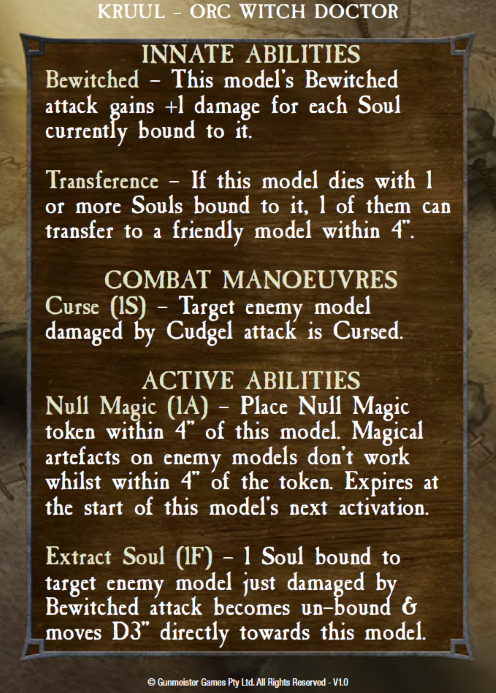 KRUUL – ORC WITCH DOCTOR
INNATE ABILITIES
Bewitched – This model's Bewitched
attack gains +1 damage for each Soul
currently bound to it.
Transference – If this model dies with 1
or more Souls bound to it, 1 of them can
transfer to a friendly model within 4".
COMBAT MANOEUVRES
Curse (1S) – Target enemy model
damaged by Cudgel attack is Cursed.
ACTIVE ABILITIES
Null Magic (1A) – Place Null Magic
token within 4" of this model. Magical
artefacts on enemy models don't work
whilst within 4" of the token. Expires at
the start of this model's next activation.
Extract Soul (1F) – 1 Soul bound to
target enemy model just damaged by
Bewitched attack becomes un-bound &
moves D3" directly towards this model.
© Gunmeister Games Pty Ltd. All Rights Reserved - V1.0